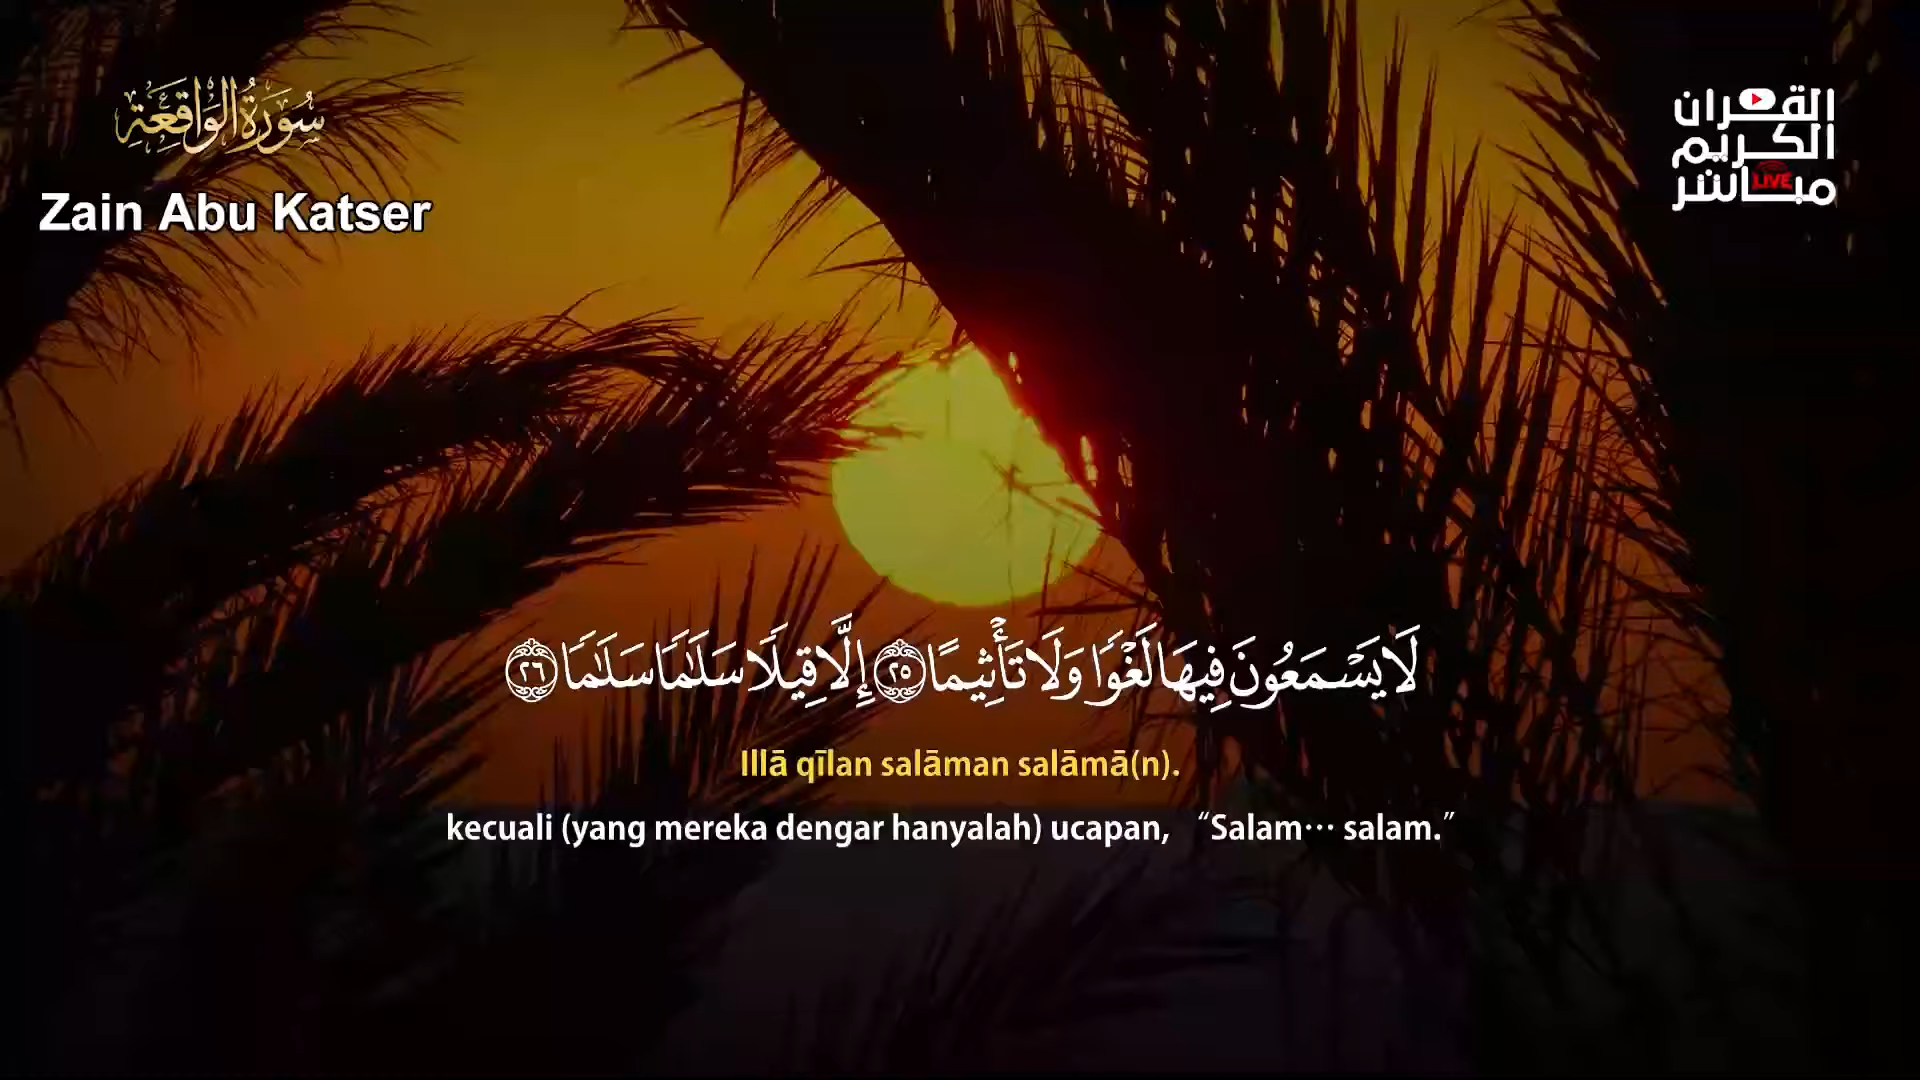 سُورَةُ الوَاقِعَةِ
Zain Abu Katser
القران
الكريم
مباشر
LIVE
لَا يَسْمَعُونَ فِيهَا لَغْوًا وَلَا تَأْثِيمًا ٢٥ إِلَّا قِيلًا سَلَٰمًا سَلَٰمًا ٢٦
Illā qīlan salāman salāmā(n).
kecuali (yang mereka dengar hanyalah) ucapan, “Salam… salam.”